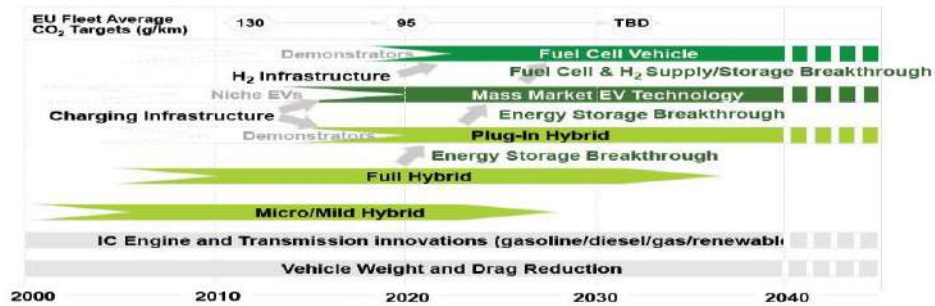 EU Fleet Average
CO₂ Targets (g/km)
130
95
TBD
Demonstrators
Fuel Cell Vehicle
H₂ Infrastructure
Fuel Cell & H₂ Supply/Storage Breakthrough
Niche EVs
Mass Market EV Technology
Charging Infrastructure
Energy Storage Breakthrough
Demonstrators
Plug-In Hybrid
Energy Storage Breakthrough
Full Hybrid
Micro/Mild Hybrid
IC Engine and Transmission innovations (gasoline/diesel/gas/renewabl
Vehicle Weight and Drag Reduction
2000 2010 2020 2030 2040